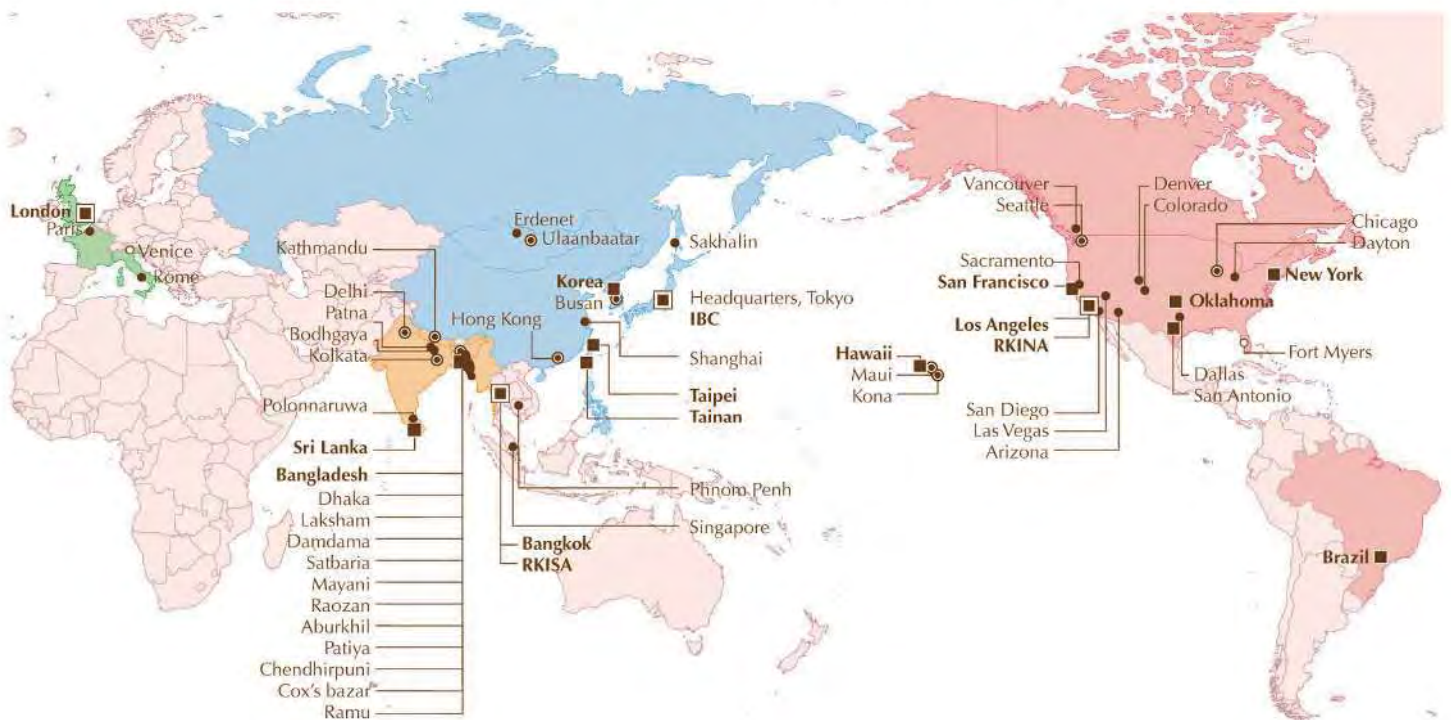 London
Paris
Venice
Rome
Kathmandu
Delhi
Patna
Bodhgaya
Kolkata
Polonnaruwa
Sri Lanka
Bangladesh
Dhaka
Laksham
Damdama
Satbaria
Mayani
Raozan
Aburkhil
Patiya
Chendhirpuni
Cox's bazar
Ramu
Erdenet
Ulaanbaatar
Sakhalin
Korea
Busan
Headquarters, Tokyo
IBC
Hong Kong
Shanghai
Taipei
Tainan
Phnom Penh
Singapore
Bangkok
RKISA
Vancouver
Seattle
Denver
Colorado
Chicago
Dayton
Sacramento
San Francisco
New York
Oklahoma
Los Angeles
RKINA
Hawaii
Maui
Kona
Fort Myers
Dallas
San Antonio
San Diego
Las Vegas
Arizona
Brazil